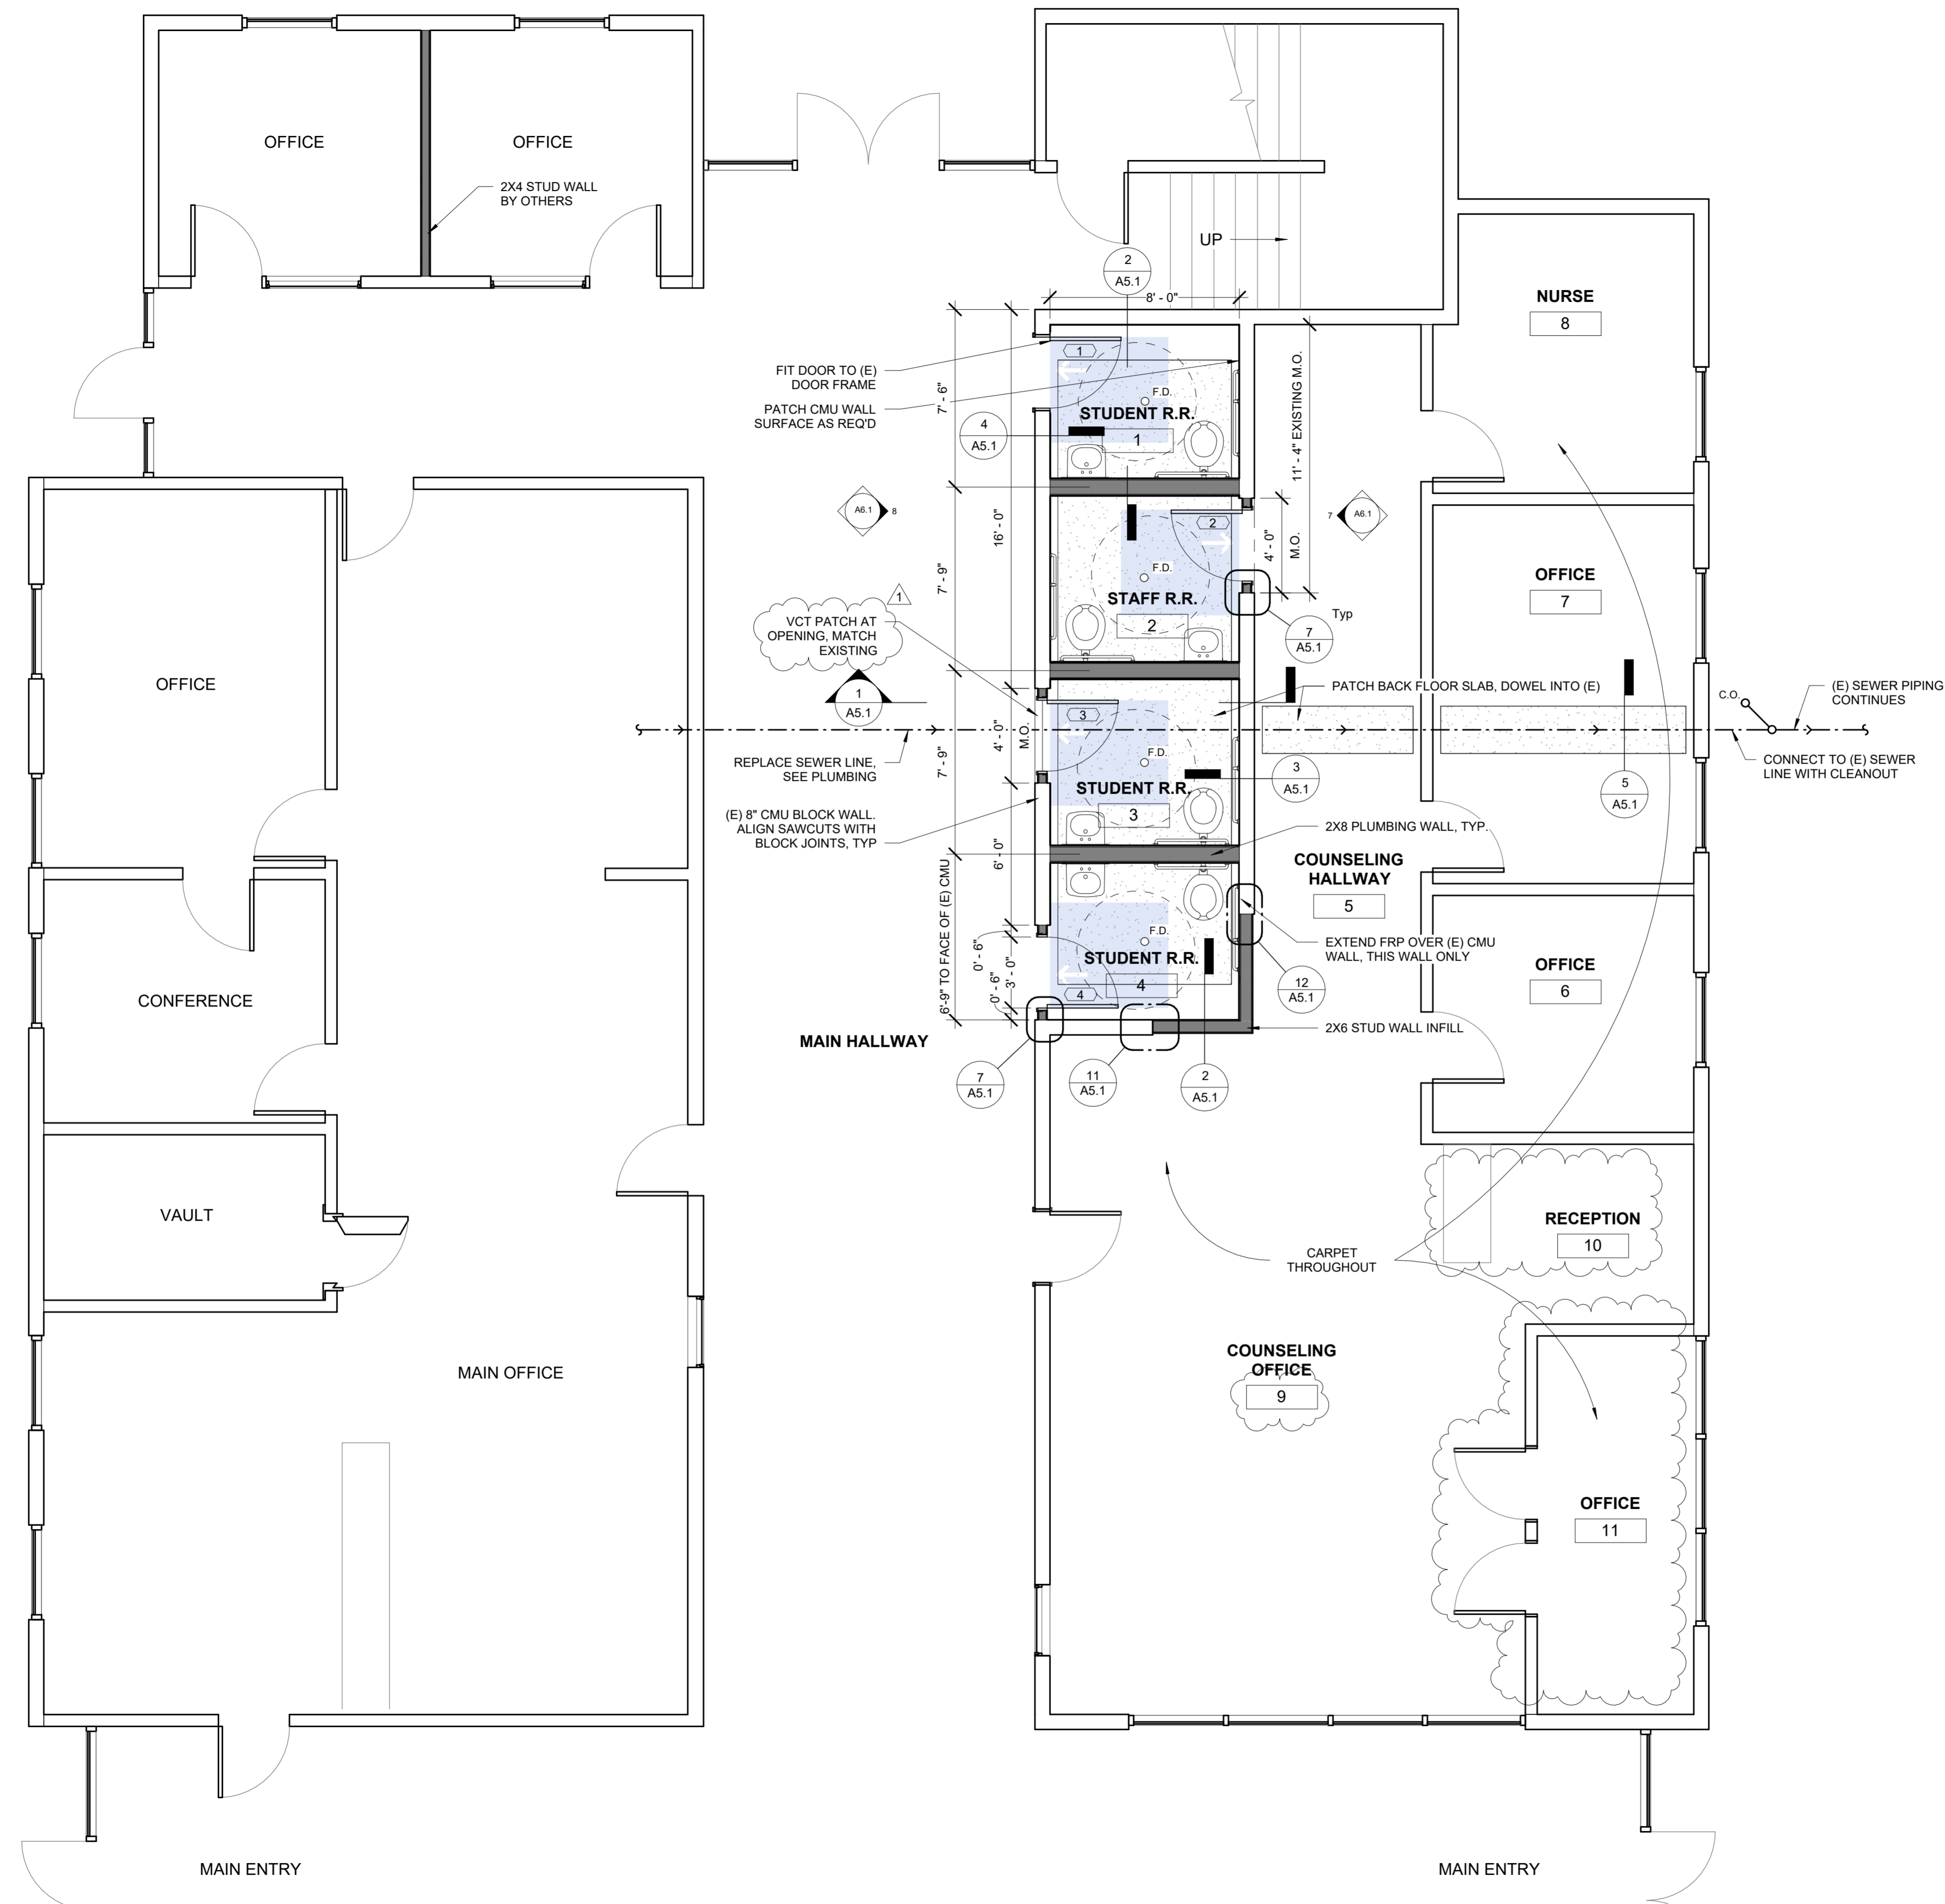 OFFICE
OFFICE
2X4 STUD WALL
BY OTHERS
UP
2
A5.1
8' - 0"
NURSE
8
FIT DOOR TO (E)
DOOR FRAME
PATCH CMU WALL
SURFACE AS REQ'D
7' - 6"
1
F.D.
STUDENT R.R.
1
4
A5.1
11' - 4" EXISTING M.O.
A6.1
8
16' - 0"
2
4' - 0"
M.O.
7
A6.1
7' - 9"
F.D.
STAFF R.R.
2
OFFICE
7
Typ
7
A5.1
1
VCT PATCH AT
OPENING, MATCH
EXISTING
1
A5.1
OFFICE
PATCH BACK FLOOR SLAB, DOWEL INTO (E)
C.O.
(E) SEWER PIPING
CONTINUES
3
4' - 0"
M.O.
7' - 9"
REPLACE SEWER LINE,
SEE PLUMBING
F.D.
STUDENT R.R.
3
3
A5.1
5
A5.1
CONNECT TO (E) SEWER
LINE WITH CLEANOUT
(E) 8" CMU BLOCK WALL.
ALIGN SAWCUTS WITH
BLOCK JOINTS, TYP
2X8 PLUMBING WALL, TYP.
6' - 0"
6'-9" TO FACE OF (E) CMU
COUNSELING
HALLWAY
5
F.D.
STUDENT R.R.
4
4
0' - 6"
3' - 0"
0' - 6"
EXTEND FRP OVER (E) CMU
WALL, THIS WALL ONLY
12
A5.1
OFFICE
6
CONFERENCE
2X6 STUD WALL INFILL
MAIN HALLWAY
7
A5.1
11
A5.1
2
A5.1
VAULT
RECEPTION
10
CARPET
THROUGHOUT
MAIN OFFICE
COUNSELING
OFFICE
9
OFFICE
11
MAIN ENTRY
MAIN ENTRY